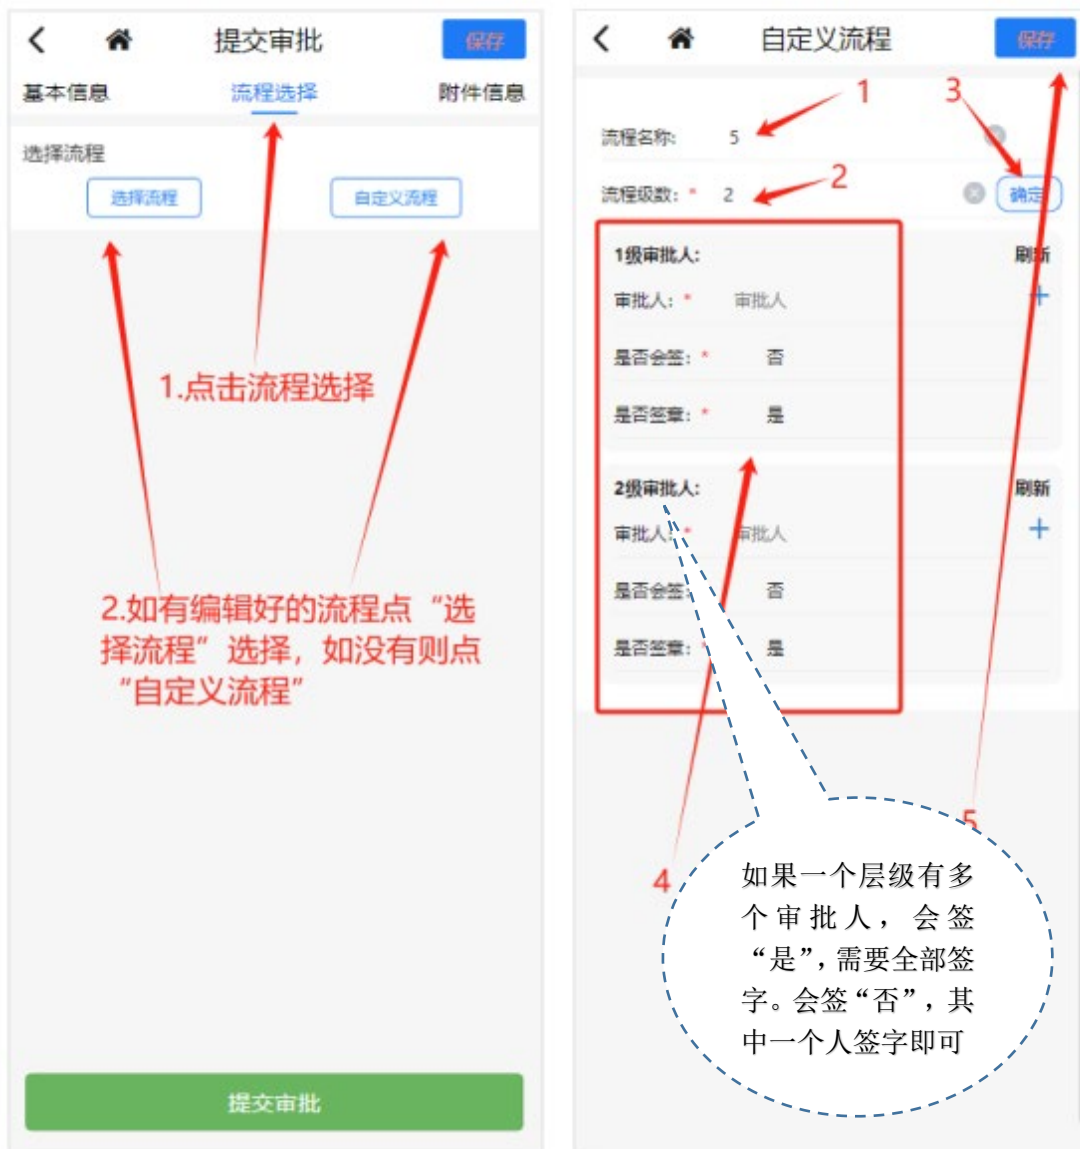 提交审批
保存
基本信息
流程选择
附件信息
选择流程
选择流程
自定义流程
1.点击流程选择
2.如有编辑好的流程点“选
择流程”选择，如没有则点
“自定义流程”
提交审批
自定义流程
保存
1
3
流程名称:
5
2
流程级数:
*
2
确定
1级审批人:
刷新
审批人:
*
审批人
是否会签:
*
否
是否签章:
*
是
2级审批人:
刷新
审批人:
*
审批人
是否会签:
否
是否签章:
*
是
5
4
如果一个层级有多
个审批人，会签
“是”，需要全部签
字。会签“否”，其
中一个人签字即可